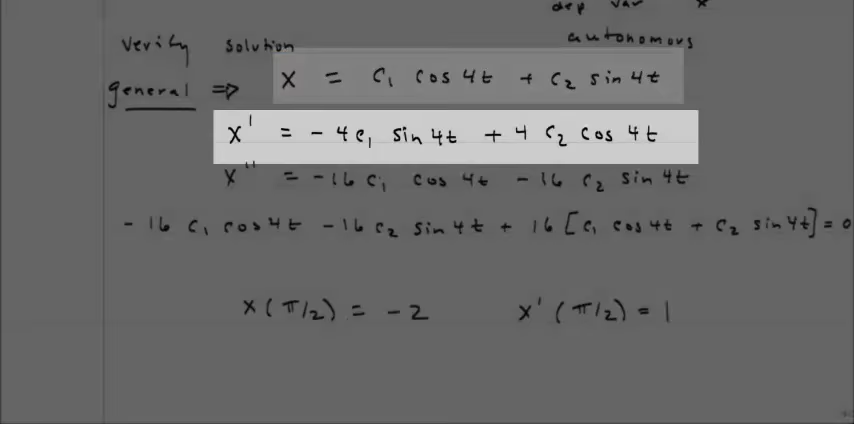 dep var x
Verify solution autonomous
general ⇒ x = c₁ cos 4t + c₂ sin 4t
x' = -4c₁ sin 4t + 4 c₂ cos 4t
x'' = -16 c₁ cos 4t - 16 c₂ sin 4t
- 16 c₁ cos 4t - 16 c₂ sin 4t + 16 [c₁ cos 4t + c₂ sin 4t] = 0
x(π/2) = -2 x'(π/2) = 1